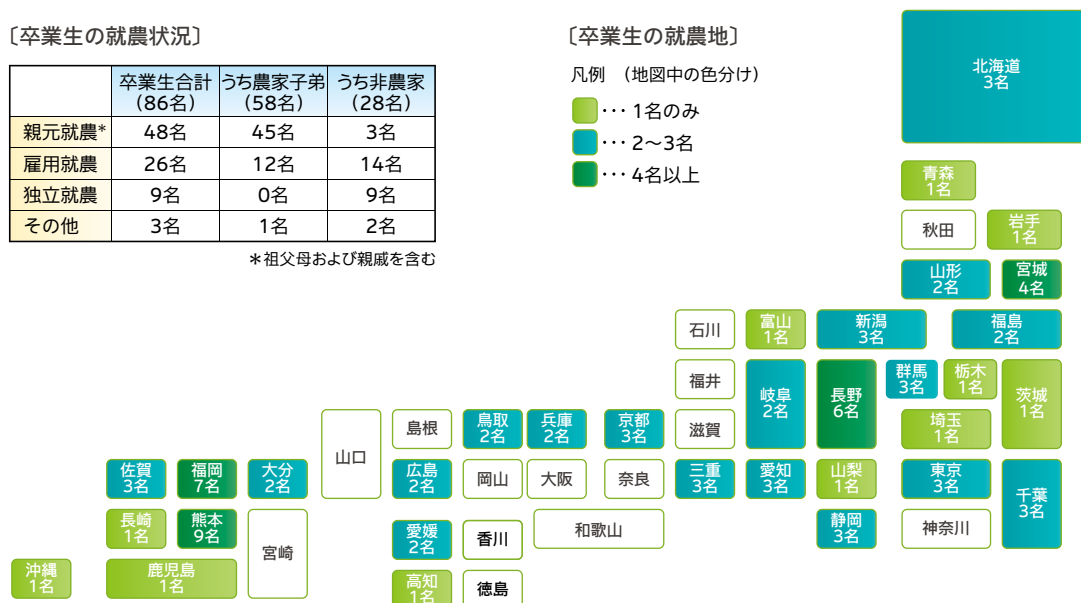 〔卒業生の就農状況〕
卒業生合計 うち農家子弟 うち非農家
（86名） （58名） （28名）
親元就農* 48名 45名 3名
雇用就農 26名 12名 14名
独立就農 9名 0名 9名
その他 3名 1名 2名
＊祖父母および親戚を含む
〔卒業生の就農地〕
凡例 （地図中の色分け）
・・・ 1名のみ
・・・ 2～3名
・・・ 4名以上
北海道
3名
青森
1名
秋田
岩手
1名
山形
2名
宮城
4名
石川
富山
1名
新潟
3名
福島
2名
福井
岐阜
2名
長野
6名
群馬
3名
栃木
1名
茨城
1名
埼玉
1名
山口
島根
鳥取
2名
兵庫
2名
京都
3名
滋賀
佐賀
3名
福岡
7名
大分
2名
広島
2名
岡山
大阪
奈良
三重
3名
愛知
3名
山梨
1名
東京
3名
千葉
3名
長崎
1名
熊本
9名
宮崎
愛媛
2名
香川
和歌山
静岡
3名
神奈川
沖縄
1名
鹿児島
1名
高知
1名
徳島